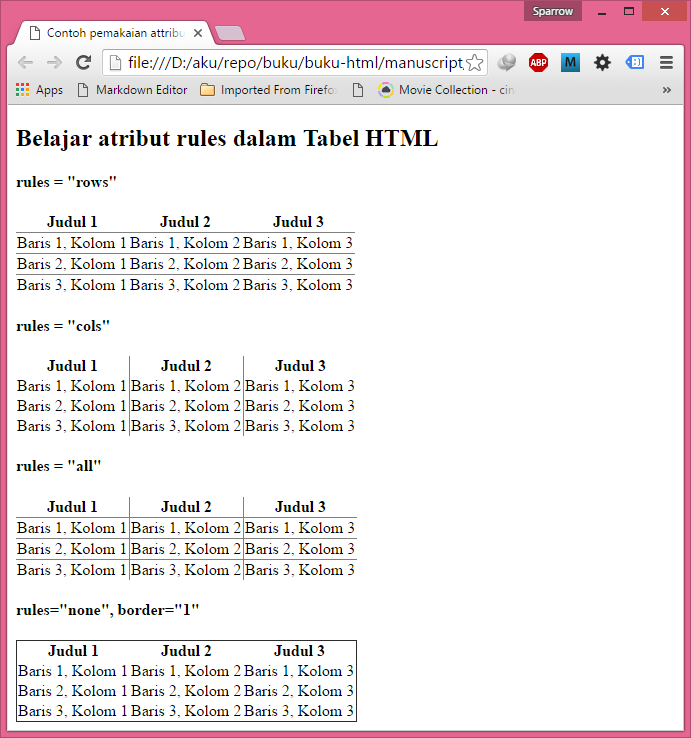 Sparrow
Contoh pemakaian attribu
file:///D:/aku/repo/buku/buku-html/manuscript
ABP
M
Apps Markdown Editor Imported From Firefo Movie Collection - cin »
Belajar atribut rules dalam Tabel HTML
rules = "rows"
Judul 1 Judul 2 Judul 3
Baris 1, Kolom 1 Baris 1, Kolom 2 Baris 1, Kolom 3
Baris 2, Kolom 1 Baris 2, Kolom 2 Baris 2, Kolom 3
Baris 3, Kolom 1 Baris 3, Kolom 2 Baris 3, Kolom 3
rules = "cols"
Judul 1 Judul 2 Judul 3
Baris 1, Kolom 1 Baris 1, Kolom 2 Baris 1, Kolom 3
Baris 2, Kolom 1 Baris 2, Kolom 2 Baris 2, Kolom 3
Baris 3, Kolom 1 Baris 3, Kolom 2 Baris 3, Kolom 3
rules = "all"
Judul 1 Judul 2 Judul 3
Baris 1, Kolom 1 Baris 1, Kolom 2 Baris 1, Kolom 3
Baris 2, Kolom 1 Baris 2, Kolom 2 Baris 2, Kolom 3
Baris 3, Kolom 1 Baris 3, Kolom 2 Baris 3, Kolom 3
rules="none", border="1"
Judul 1 Judul 2 Judul 3
Baris 1, Kolom 1 Baris 1, Kolom 2 Baris 1, Kolom 3
Baris 2, Kolom 1 Baris 2, Kolom 2 Baris 2, Kolom 3
Baris 3, Kolom 1 Baris 3, Kolom 2 Baris 3, Kolom 3